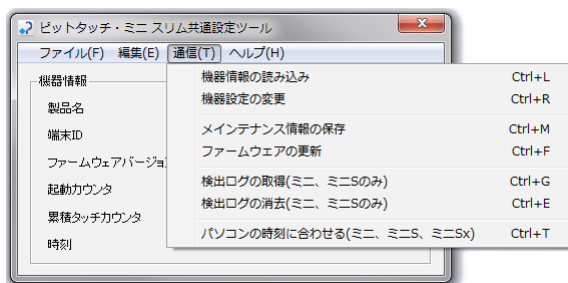 ピットタッチ・ミニ スリム共通設定ツール
ファイル(F) 編集(E) 通信(T) ヘルプ(H)
機器情報
製品名
端末ID
ファームウェアバージョ
起動カウンタ
累積タッチカウンタ
時刻
機器情報の読み込み Ctrl+L
機器設定の変更 Ctrl+R
メインテナンス情報の保存 Ctrl+M
ファームウェアの更新 Ctrl+F
検出ログの取得(ミニ、ミニSのみ) Ctrl+G
検出ログの消去(ミニ、ミニSのみ) Ctrl+E
パソコンの時刻に合わせる(ミニ、ミニS、ミニSx) Ctrl+T